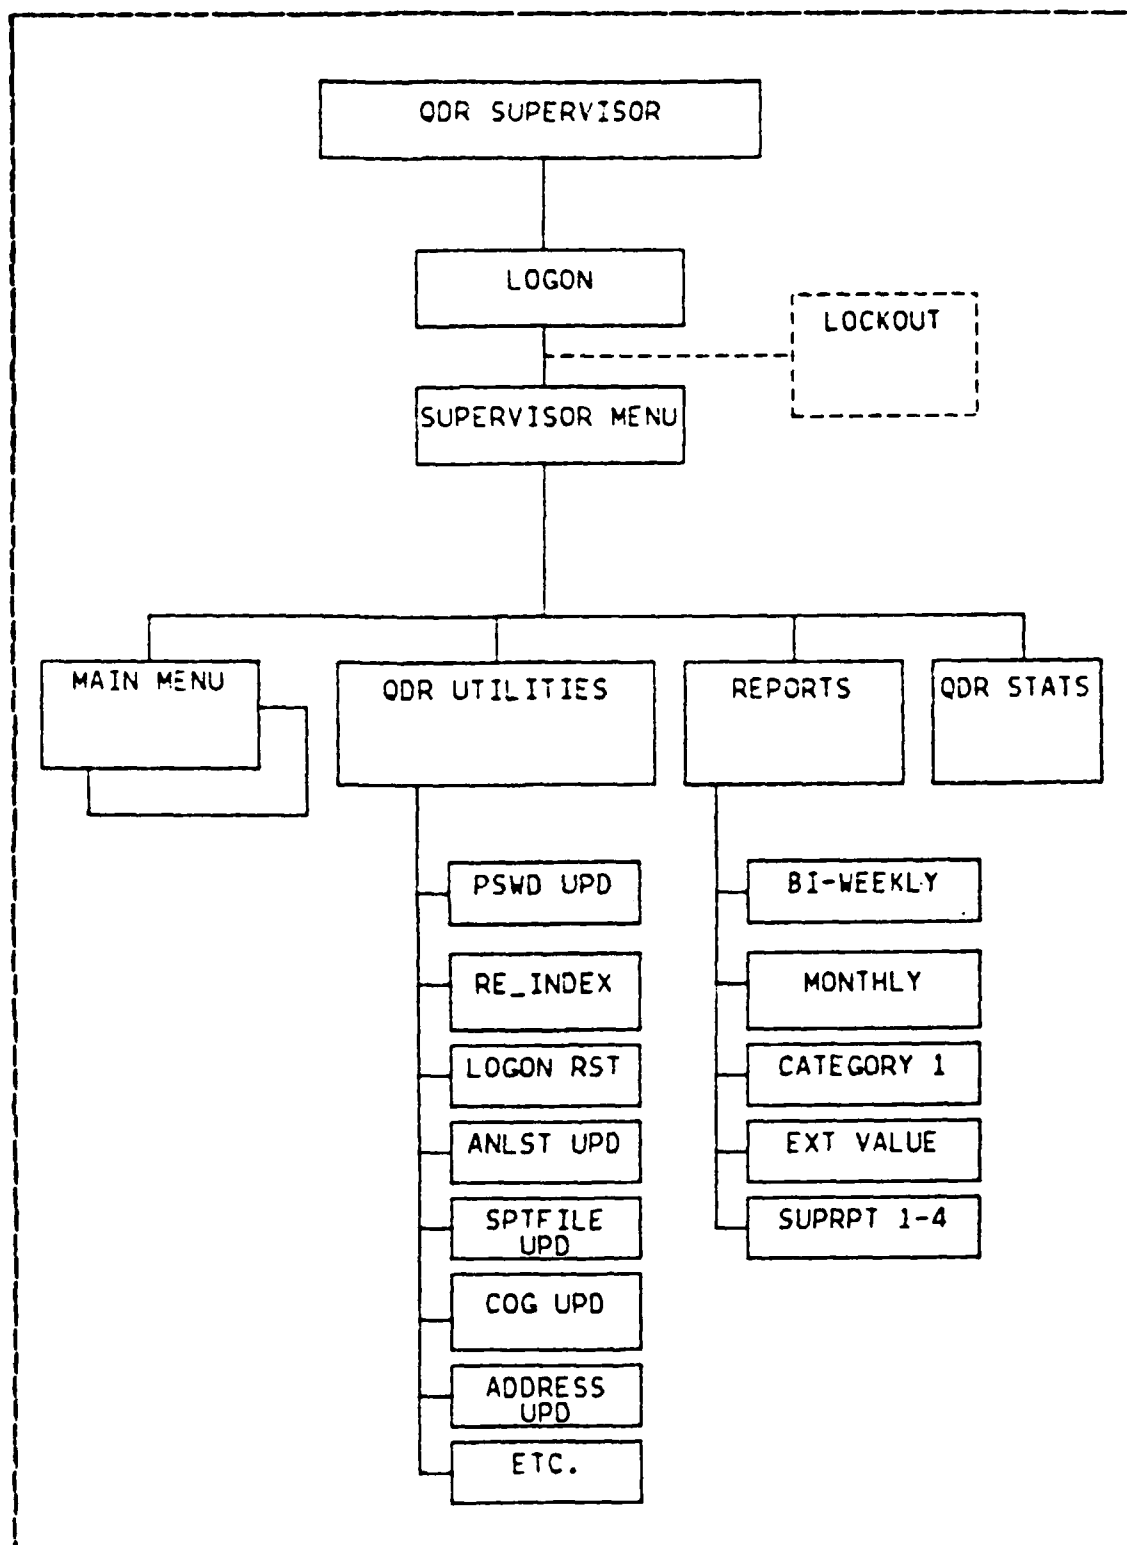 QDR SUPERVISOR
LOGON
LOCKOUT
SUPERVISOR MENU
MAIN MENU
QDR UTILITIES
REPORTS
QDR STATS
PSWD UPD
BI-WEEKLY
RE_INDEX
MONTHLY
LOGON RST
CATEGORY 1
ANLST UPD
EXT VALUE
SPTFILE
UPD
SUPRPT 1-4
COG UPD
ADDRESS
UPD
ETC.